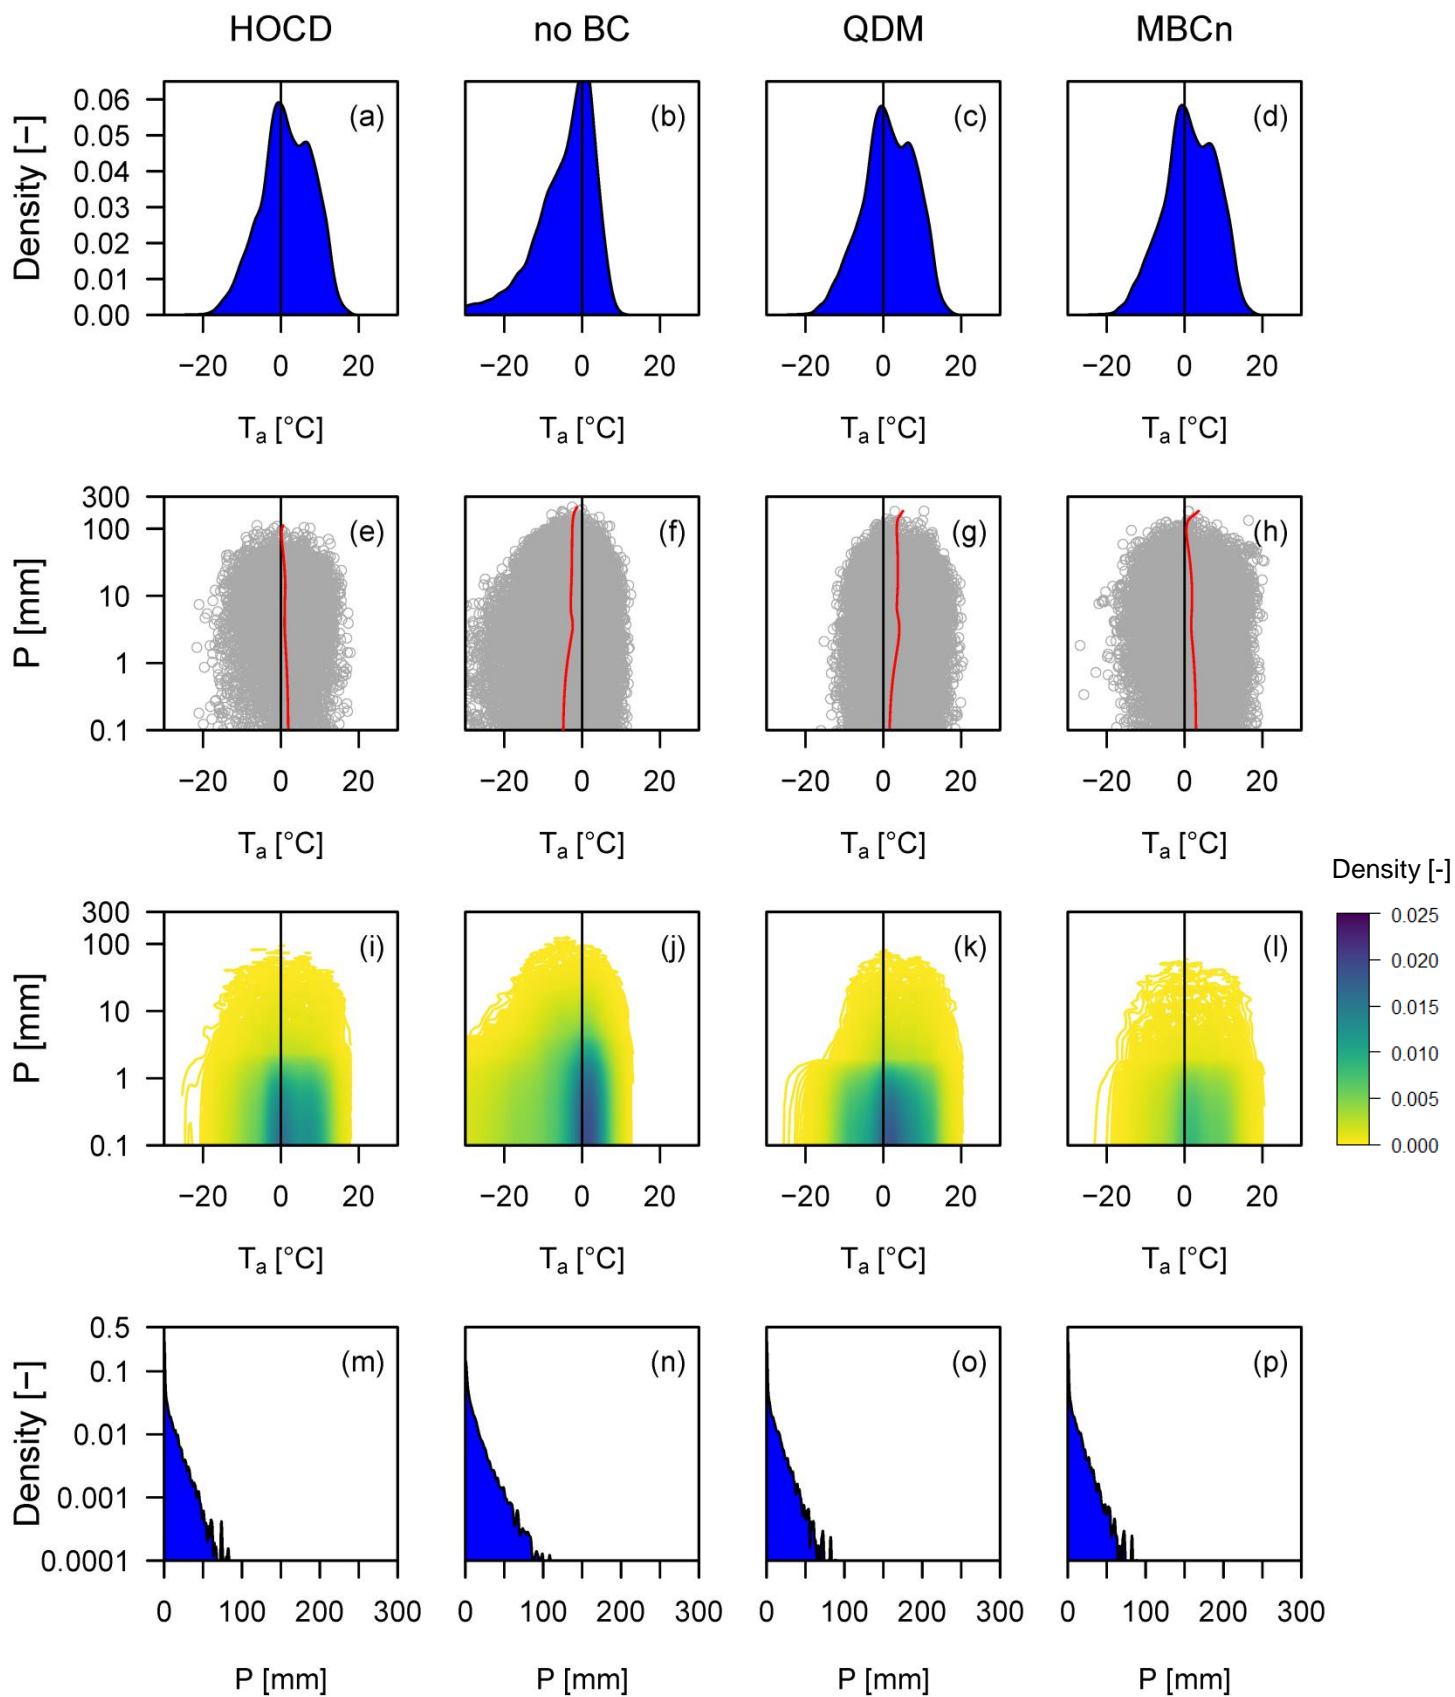 HOCD no BC QDM MBCn
Density [−]
0.06
0.05
0.04
0.03
0.02
0.01
0.00
(a) (b) (c) (d)
−20 0 20 −20 0 20 −20 0 20 −20 0 20
Ta [°C] Ta [°C] Ta [°C] Ta [°C]
P [mm]
300
100
10
1
0.1
(e) (f) (g) (h)
−20 0 20 −20 0 20 −20 0 20 −20 0 20
Ta [°C] Ta [°C] Ta [°C] Ta [°C]
P [mm]
300
100
10
1
0.1
(i) (j) (k) (l)
−20 0 20 −20 0 20 −20 0 20 −20 0 20
Ta [°C] Ta [°C] Ta [°C] Ta [°C]
Density [-]
0.025
0.020
0.015
0.010
0.005
0.000
Density [−]
0.5
0.1
0.01
0.001
0.0001
(m) (n) (o) (p)
0 100 200 300 0 100 200 300 0 100 200 300 0 100 200 300
P [mm] P [mm] P [mm] P [mm]